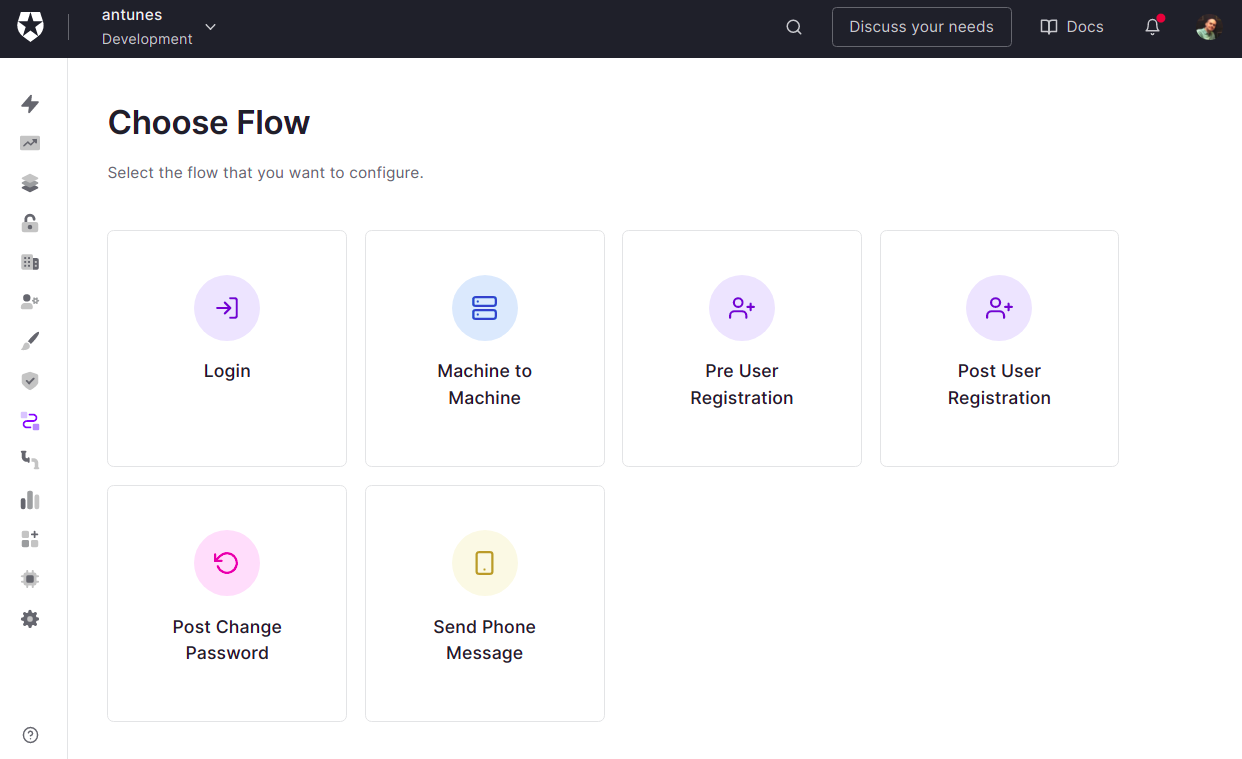 antunes
Development
Discuss your needs
Docs
Choose Flow
Select the flow that you want to configure.
Login
Machine to
Machine
Pre User
Registration
Post User
Registration
Post Change
Password
Send Phone
Message